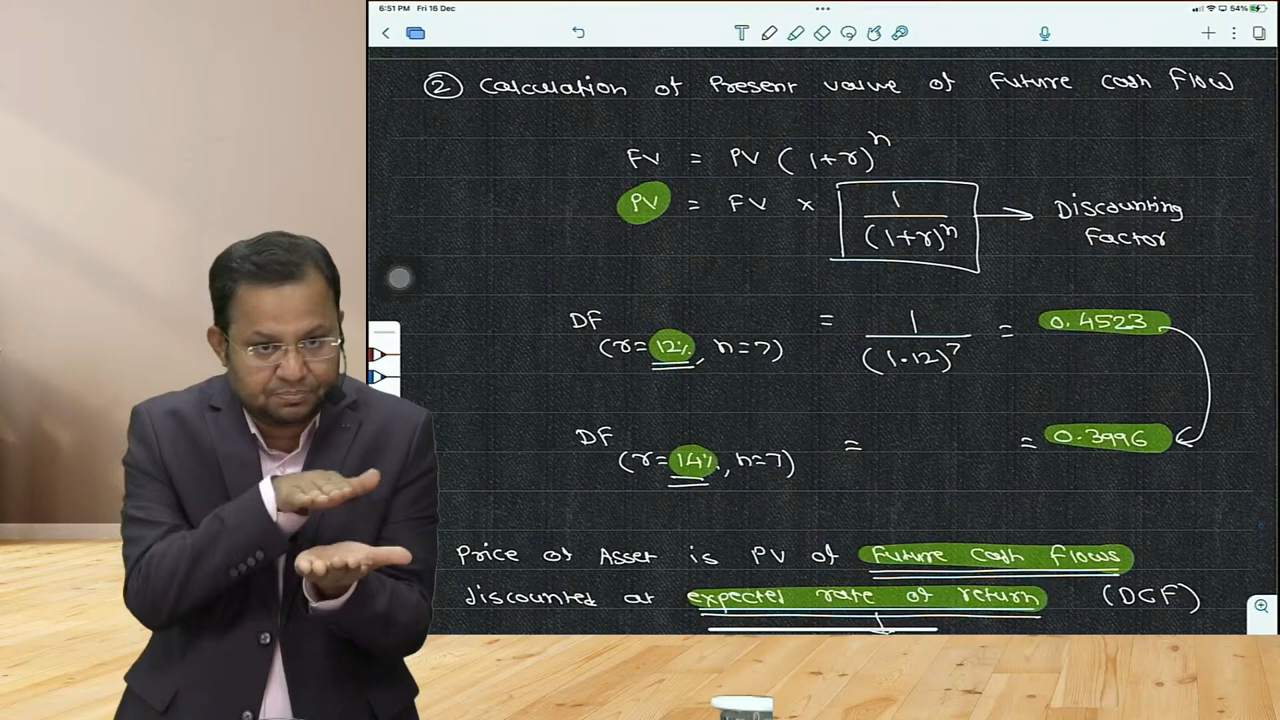 6:51 PM Fri 16 Dec
54%
② Calculation of Present value of Future Cash Flow
FV = PV (1+r)^n
PV = FV × 1/(1+r)^n → Discounting Factor
DF (r=12%, n=7) = 1/(1.12)^7 = 0.4523
DF (r=14%, n=7) = = 0.3996
Price of Asset is PV of Future Cash Flows
discounted at expected rate of return (DCF)